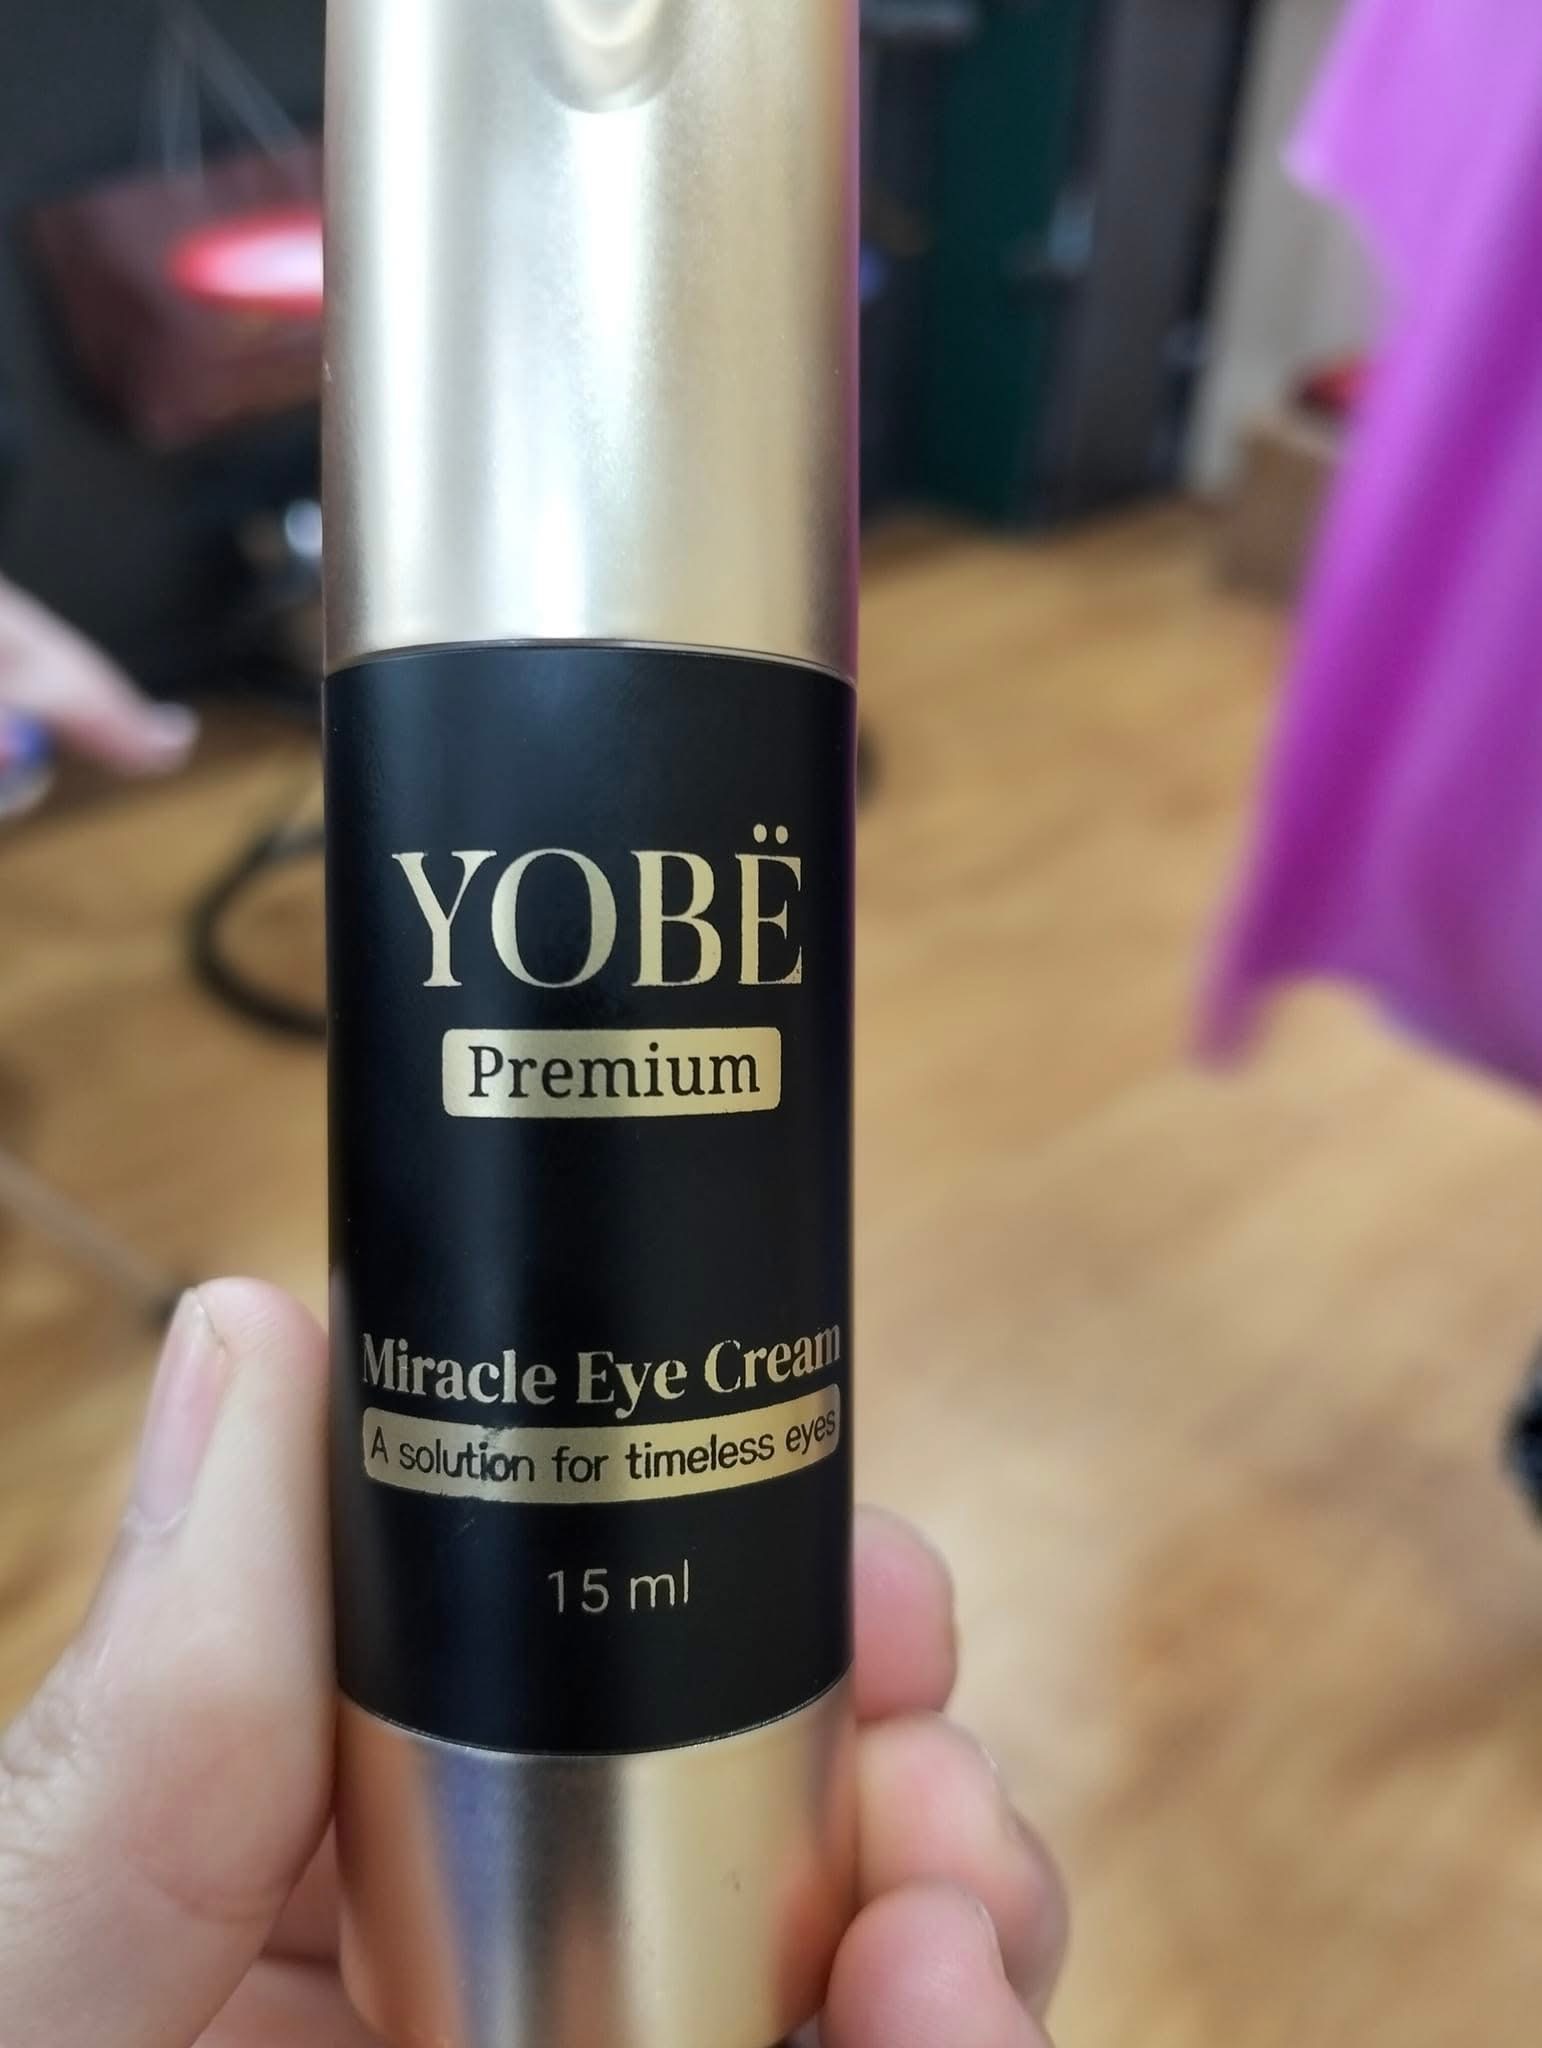 YOBË
Premium
Miracle Eye Cream
A solution for timeless eyes
15 ml